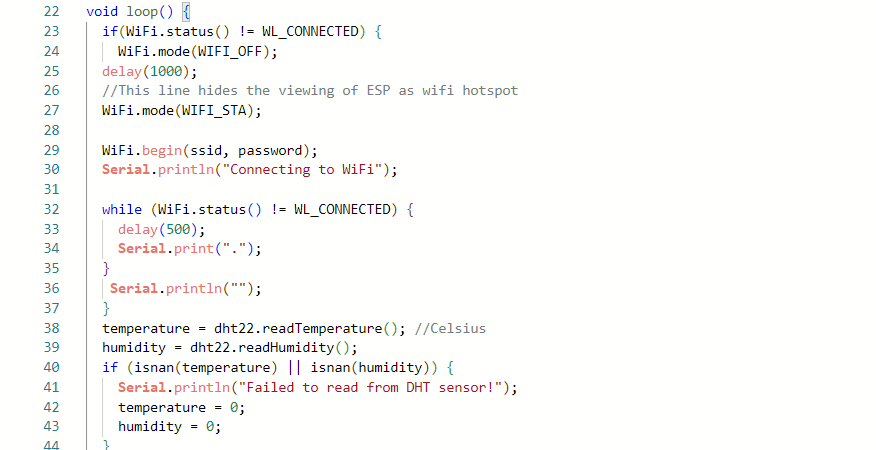 22 void loop() {
23 if(WiFi.status() != WL_CONNECTED) {
24 WiFi.mode(WIFI_OFF);
25 delay(1000);
26 //This line hides the viewing of ESP as wifi hotspot
27 WiFi.mode(WIFI_STA);
28
29 WiFi.begin(ssid, password);
30 Serial.println("Connecting to WiFi");
31
32 while (WiFi.status() != WL_CONNECTED) {
33 delay(500);
34 Serial.print(".");
35 }
36 Serial.println("");
37 }
38 temperature = dht22.readTemperature(); //Celsius
39 humidity = dht22.readHumidity();
40 if (isnan(temperature) || isnan(humidity)) {
41 Serial.println("Failed to read from DHT sensor!");
42 temperature = 0;
43 humidity = 0;
44 }